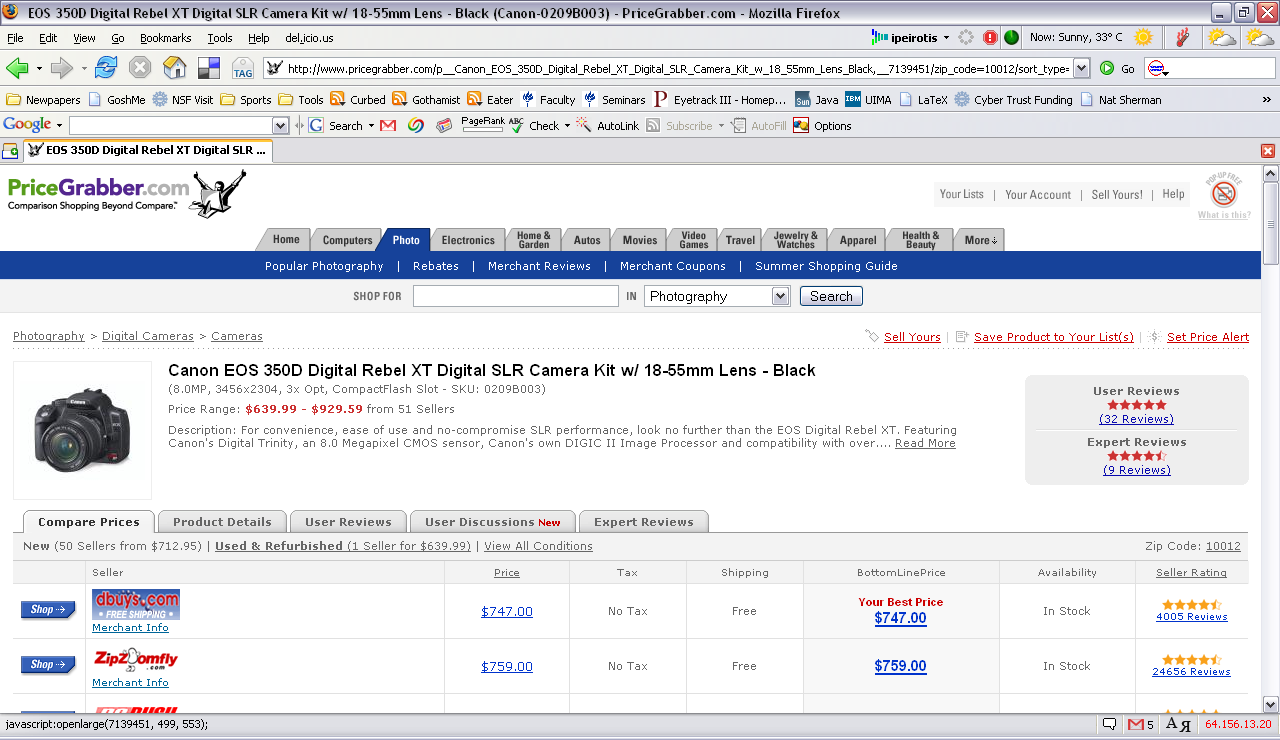 EOS 350D Digital Rebel XT Digital SLR Camera Kit w/ 18-55mm Lens - Black (Canon-0209B003) - PriceGrabber.com - Mozilla Firefox
File Edit View Go Bookmarks Tools Help del.icio.us ipeirotis Now: Sunny, 33° C
TAG http://www.pricegrabber.com/p__Canon_EOS_350D_Digital_Rebel_XT_Digital_SLR_Camera_Kit_w_18_55mm_Lens_Black,__7139451/zip_code=10012/sort_type= Go
Newpapers GoshMe NSF Visit Sports Tools Curbed Gothamist Eater Faculty Seminars P Eyetrack III - Homep... Sun Java IBM UIMA LaTeX Cyber Trust Funding Nat Sherman »
Google G Search PageRank ABC Check AutoLink Subscribe AutoFill Options
EOS 350D Digital Rebel XT Digital SLR ...
PriceGrabber.com
Comparison Shopping Beyond Compare.™
Your Lists | Your Account | Sell Yours! | Help
POP-UP FREE
What is this?
Home Computers Photo Electronics Home & Garden Autos Movies Video Games Travel Jewelry & Watches Apparel Health & Beauty More
Popular Photography | Rebates | Merchant Reviews | Merchant Coupons | Summer Shopping Guide
SHOP FOR IN Photography Search
Photography > Digital Cameras > Cameras
Sell Yours | Save Product to Your List(s) | Set Price Alert
Canon EOS 350D Digital Rebel XT Digital SLR Camera Kit w/ 18-55mm Lens - Black
(8.0MP, 3456x2304, 3x Opt, CompactFlash Slot - SKU: 0209B003)
Price Range: $639.99 - $929.59 from 51 Sellers
Description: For convenience, ease of use and no-compromise SLR performance, look no further than the EOS Digital Rebel XT. Featuring
Canon's Digital Trinity, an 8.0 Megapixel CMOS sensor, Canon's own DIGIC II Image Processor and compatibility with over.... Read More
Canon
User Reviews
(32 Reviews)
Expert Reviews
(9 Reviews)
Compare Prices Product Details User Reviews User Discussions New Expert Reviews
New (50 Sellers from $712.95) | Used & Refurbished (1 Seller for $639.99) | View All Conditions Zip Code: 10012
Seller Price Tax Shipping BottomLinePrice Availability Seller Rating
Shop dbuys.com
• FREE SHIPPING •
Merchant Info
$747.00 No Tax Free Your Best Price $747.00 In Stock 4005 Reviews
Shop ZipZoomfly
.com
Merchant Info
$759.00 No Tax Free $759.00 In Stock 24656 Reviews
javascript:openlarge(7139451, 499, 553); 5 AЯ 64.156.13.20